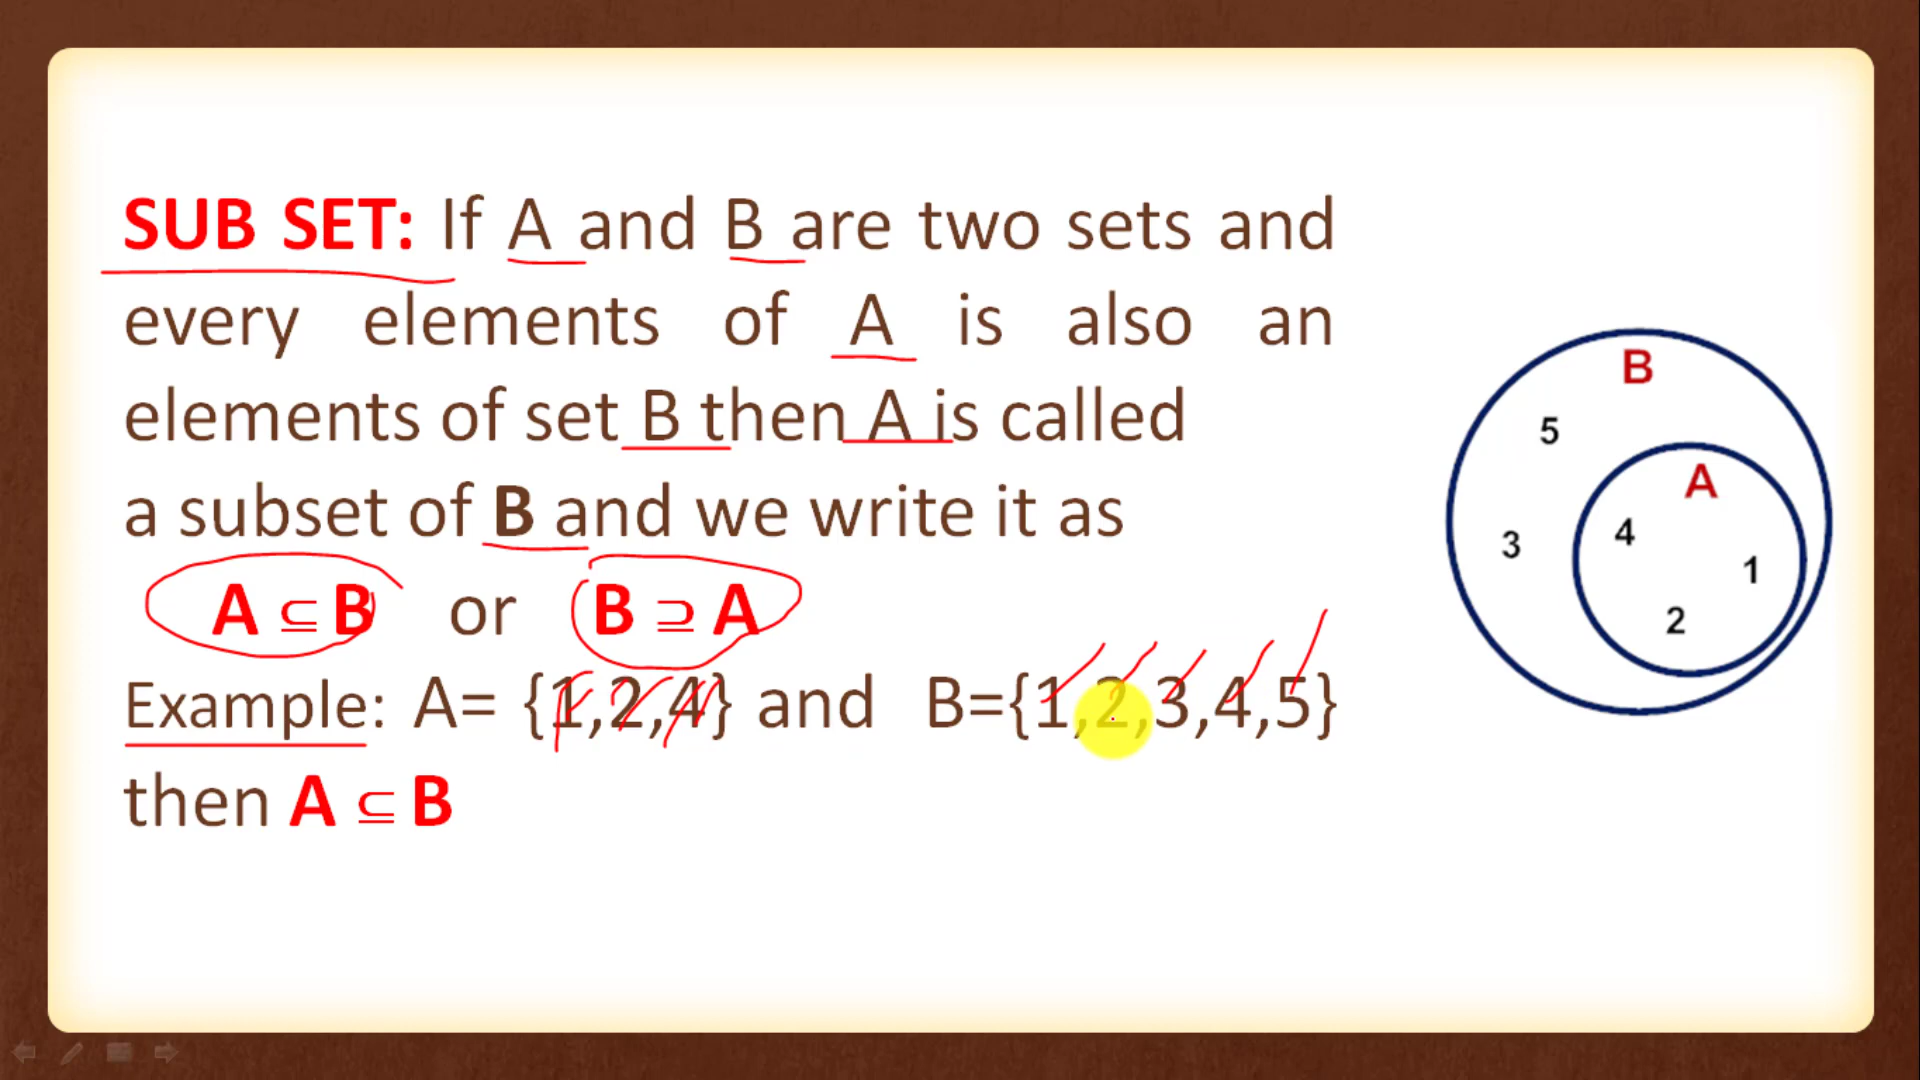 SUB SET: If A and B are two sets and
every elements of A is also an
elements of set B then A is called
a subset of B and we write it as
A ⊆ B or B ⊇ A
Example: A= {1,2,4} and B={1,2,3,4,5}
then A ⊆ B
B
5
A
4
3
1
2